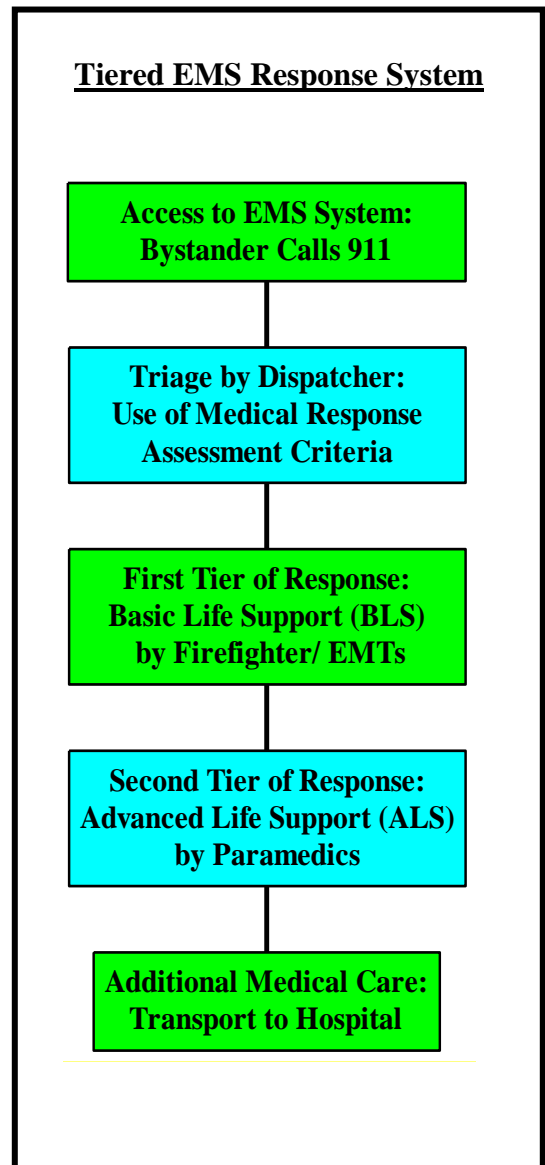 Tiered EMS Response System
Access to EMS System:
Bystander Calls 911
Triage by Dispatcher:
Use of Medical Response
Assessment Criteria
First Tier of Response:
Basic Life Support (BLS)
by Firefighter/ EMTs
Second Tier of Response:
Advanced Life Support (ALS)
by Paramedics
Additional Medical Care:
Transport to Hospital